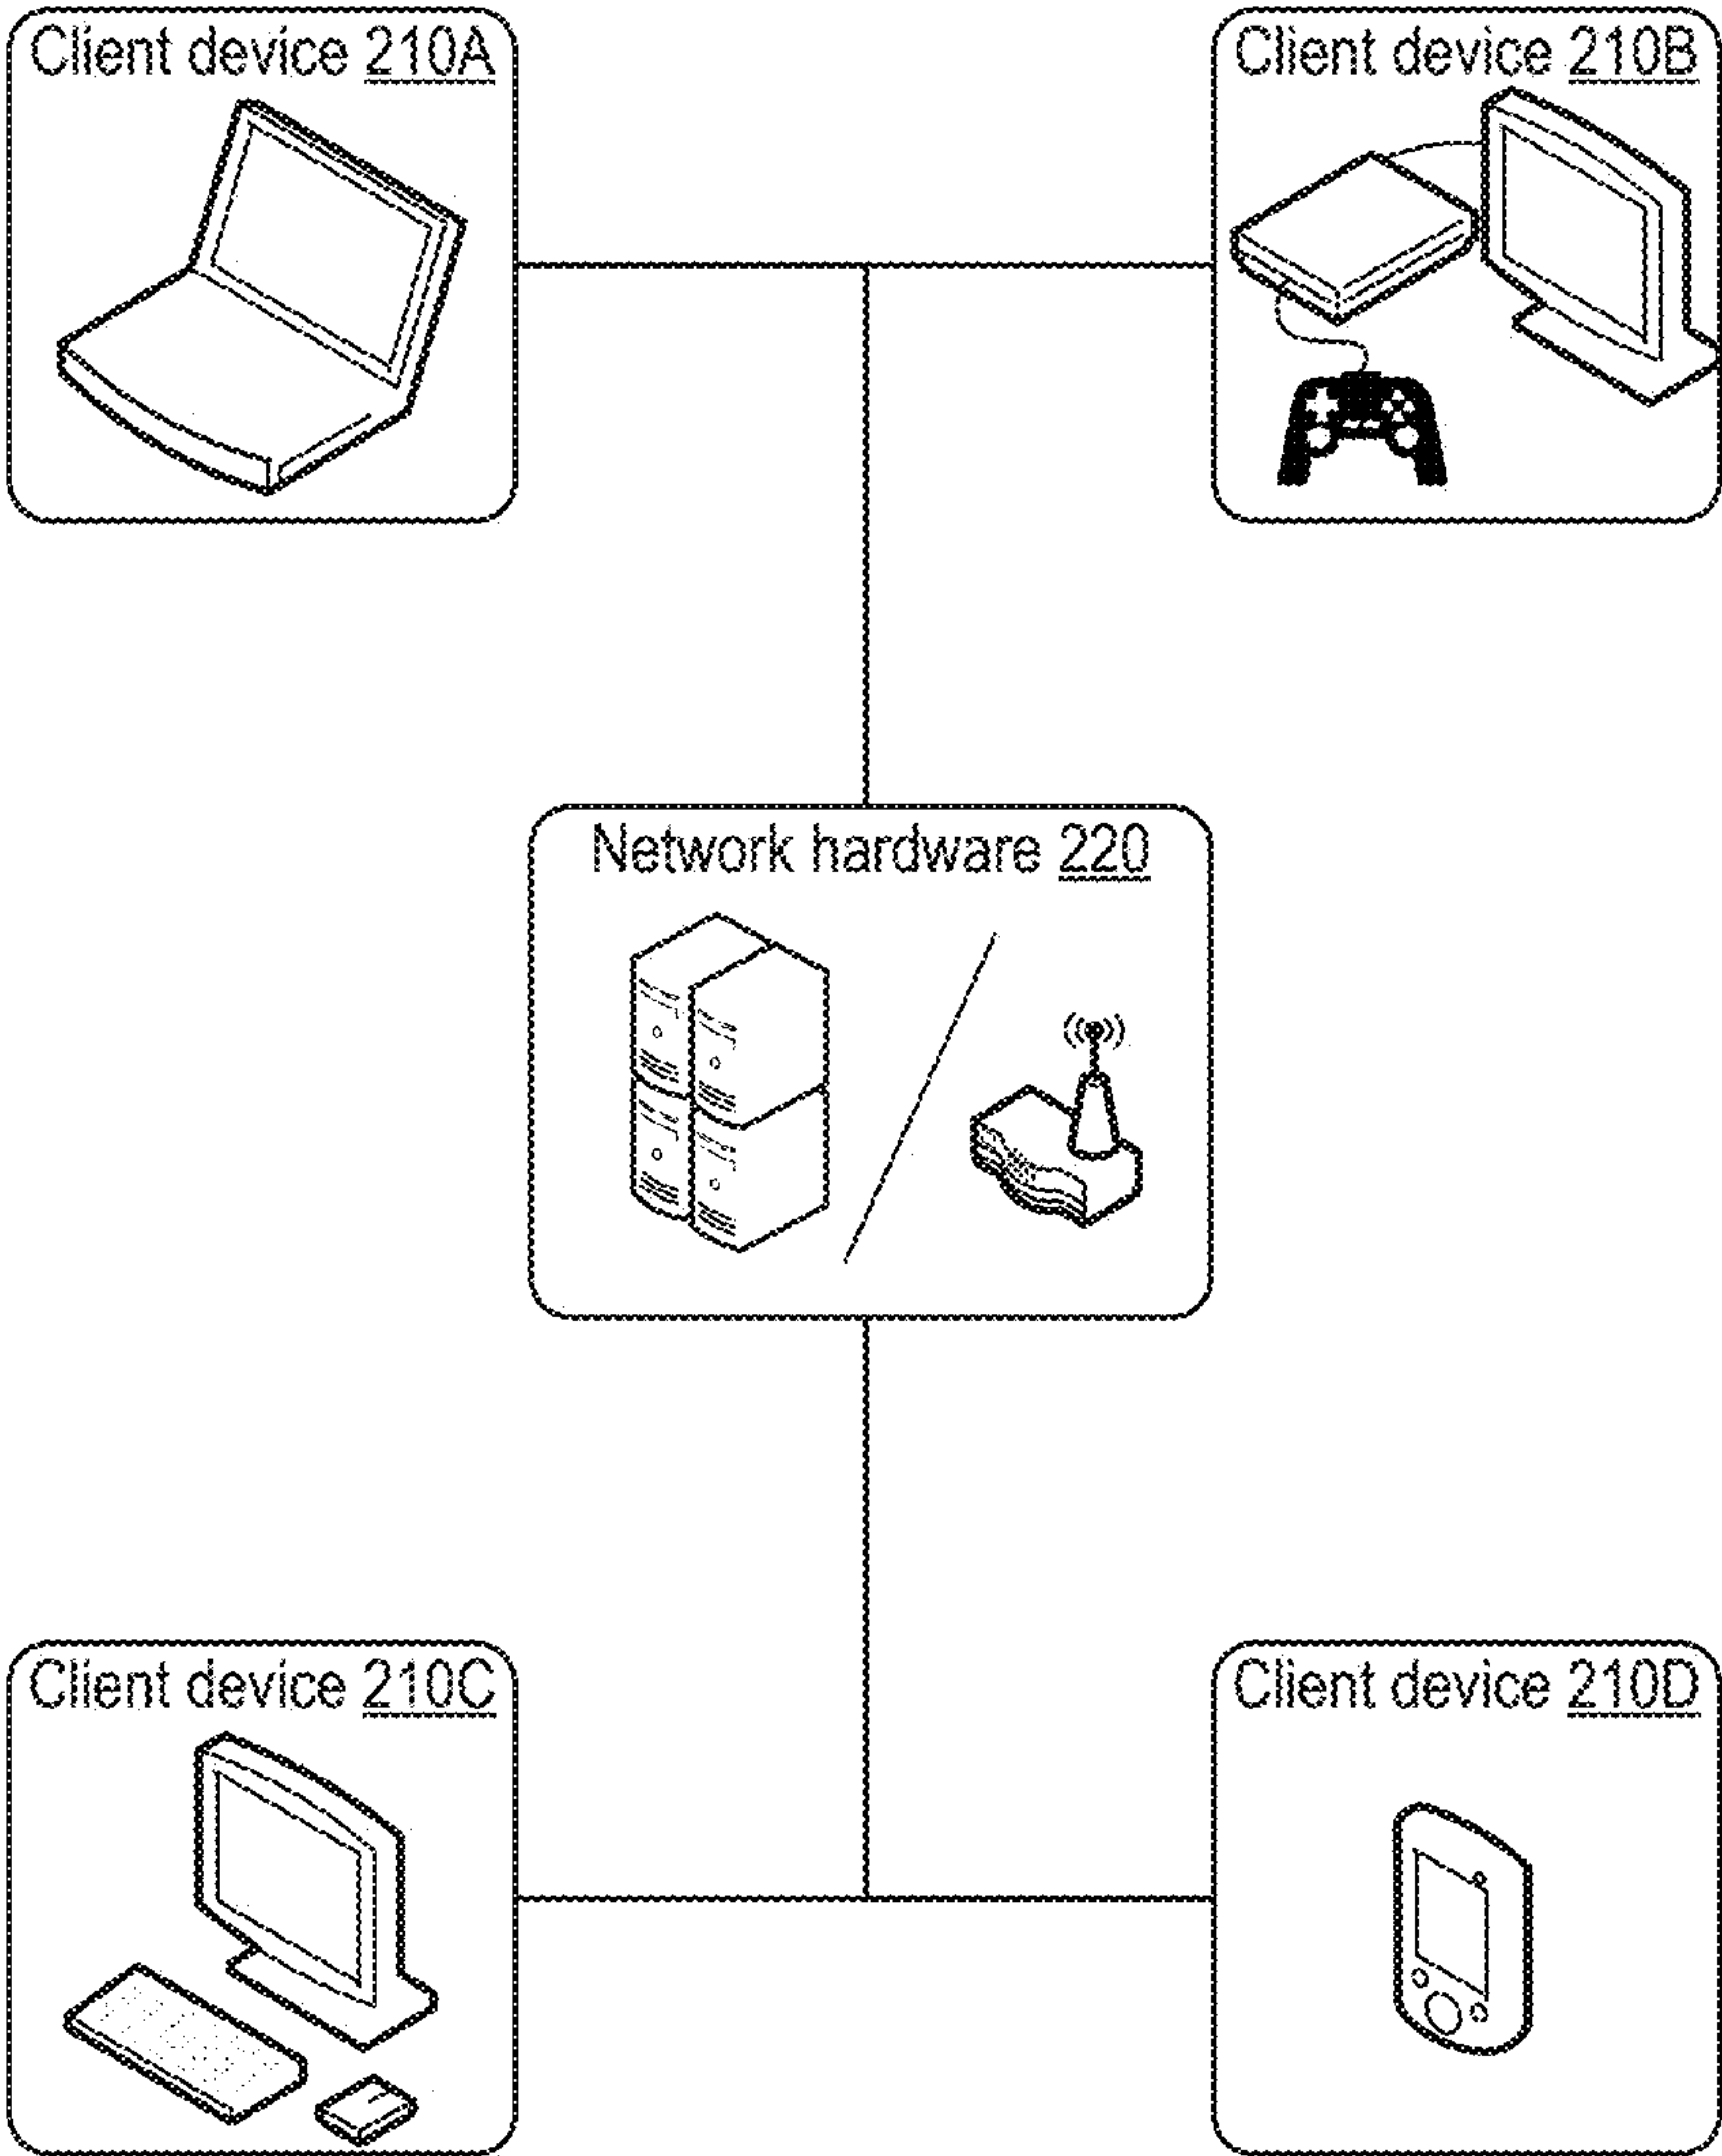 Client device 210A
Client device 210B
Network hardware 220
Client device 210C
Client device 210D